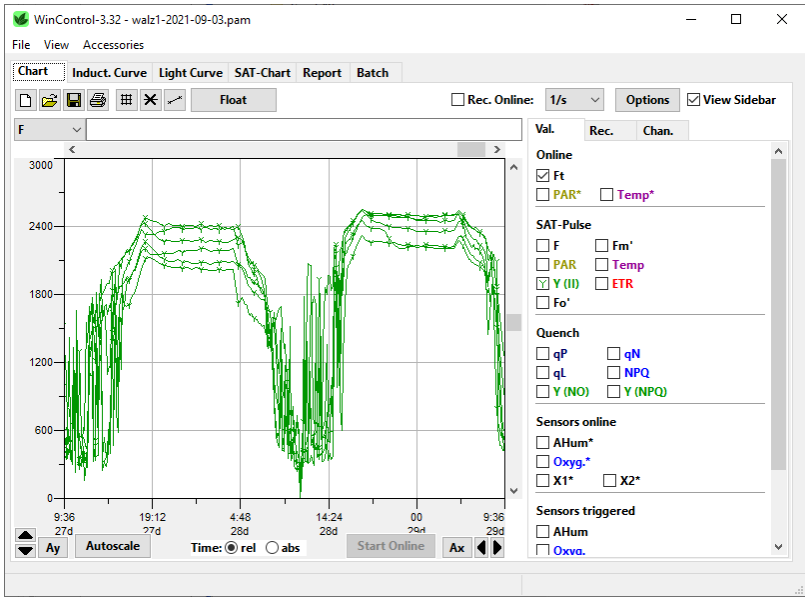 WinControl-3.32 - walz1-2021-09-03.pam
File View Accessories
Chart Induct. Curve Light Curve SAT-Chart Report Batch
Float Rec. Online: 1/s Options View Sidebar
F
Val. Rec. Chan.
Online
Ft
PAR* Temp*
SAT-Pulse
F Fm'
PAR Temp
Y (II) ETR
Fo'
Quench
qP qN
qL NPQ
Y (NO) Y (NPQ)
Sensors online
AHum*
Oxyg.*
X1* X2*
Sensors triggered
AHum
Oxyg.
3000
2400
1800
1200
600
0
9:36 19:12 4:48 14:24 00 9:36
27d 27d 28d 28d 29d 29d
Ay Autoscale Time: rel abs Start Online Ax